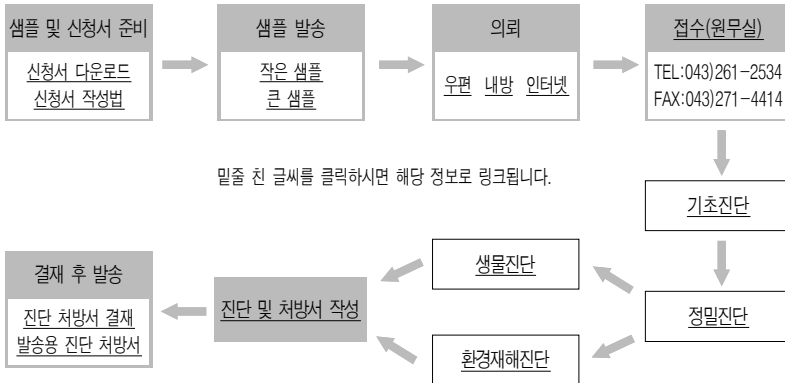 샘플 및 신청서 준비
신청서 다운로드
신청서 작성법
샘플 발송
작은 샘플
큰 샘플
의뢰
우편 내방 인터넷
접수(원무실)
TEL:043)261-2534
FAX:043)271-4414
밑줄 친 글씨를 클릭하시면 해당 정보로 링크됩니다.
기초진단
정밀진단
생물진단
환경재해진단
진단 및 처방서 작성
결재 후 발송
진단 처방서 결재
발송용 진단 처방서